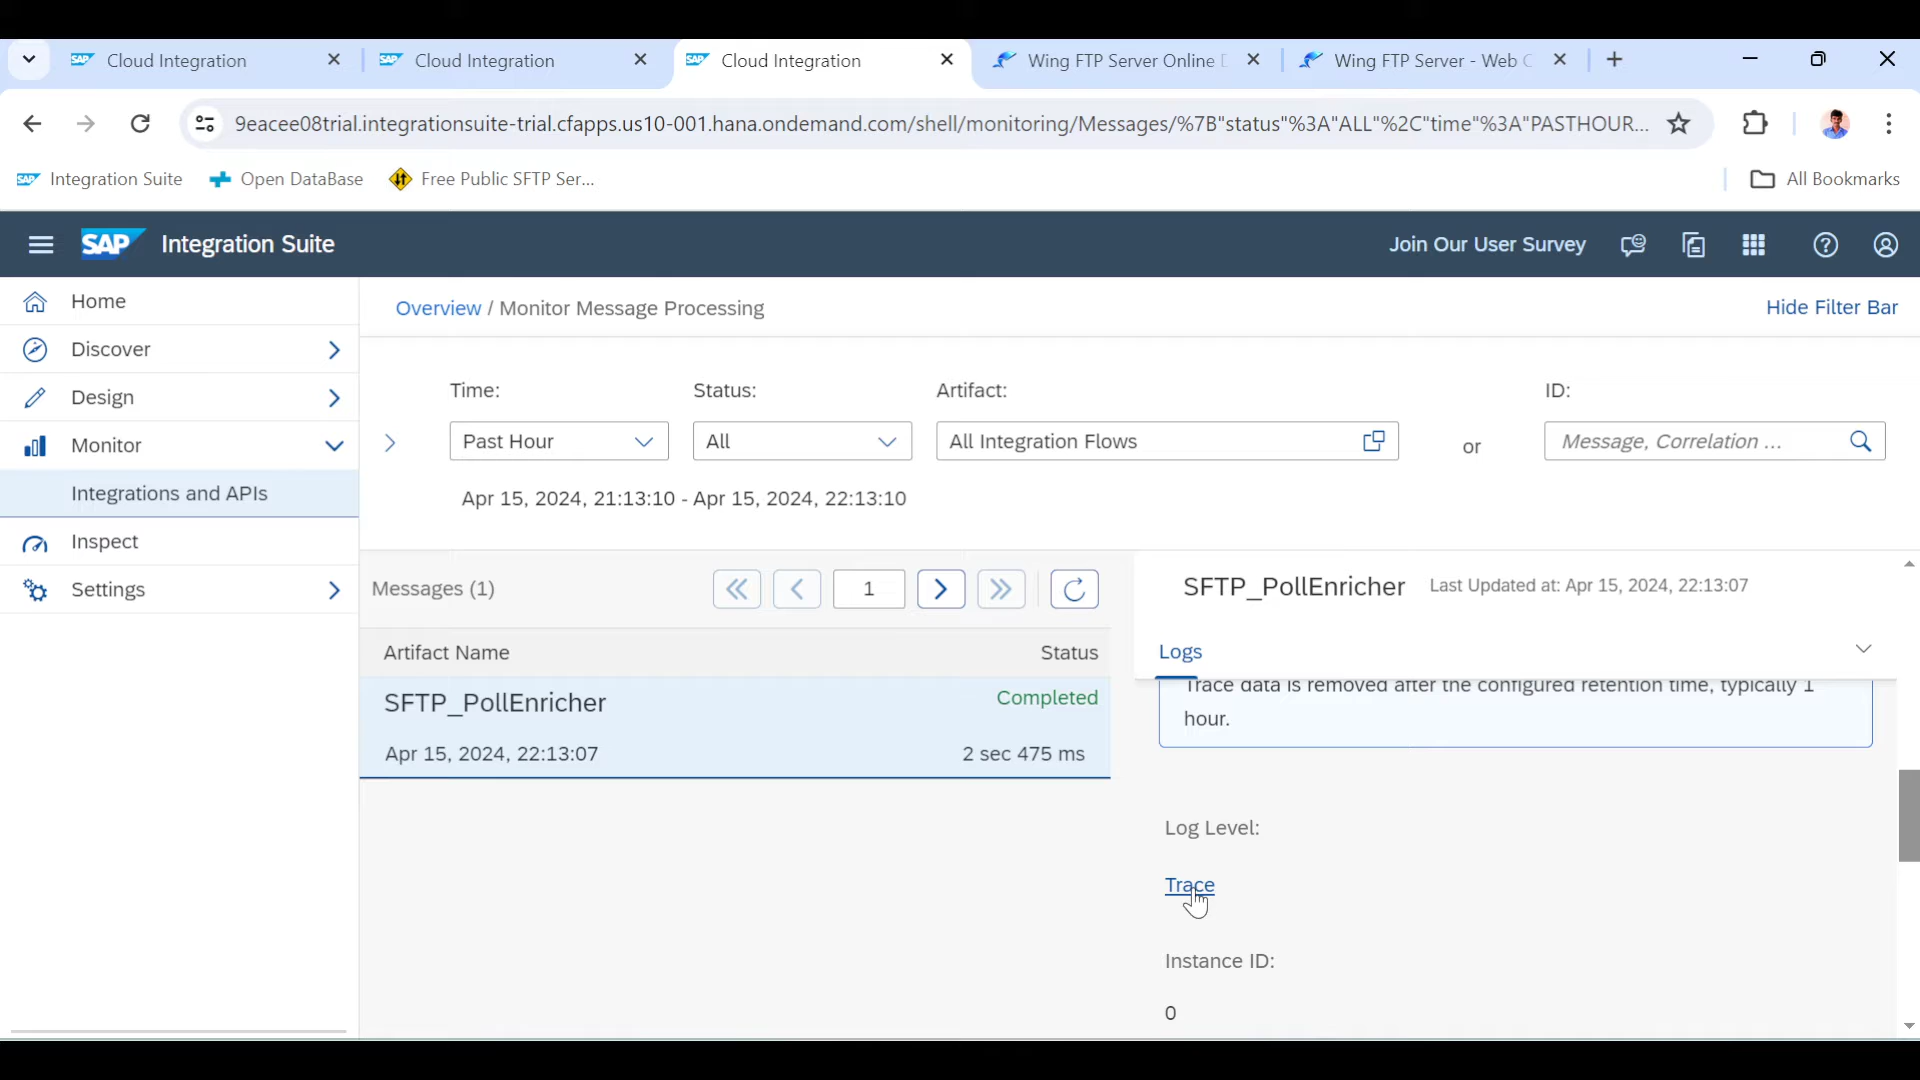 Cloud Integration
Cloud Integration
Cloud Integration
Wing FTP Server Online
Wing FTP Server - Web
9eacee08trial.integrationsuite-trial.cfapps.us10-001.hana.ondemand.com/shell/monitoring/Messages/%7B"status"%3A"ALL"%2C"time"%3A"PASTHOUR...
SAP Integration Suite
Open DataBase
Free Public SFTP Ser...
All Bookmarks
SAP Integration Suite
Join Our User Survey
Home
Discover
Design
Monitor
Integrations and APIs
Inspect
Settings
Overview / Monitor Message Processing
Hide Filter Bar
Time:
Status:
Artifact:
ID:
Past Hour
All
All Integration Flows
or
Message, Correlation ...
Apr 15, 2024, 21:13:10 - Apr 15, 2024, 22:13:10
Messages (1)
1
Artifact Name
Status
SFTP_PollEnricher
Completed
Apr 15, 2024, 22:13:07
2 sec 475 ms
SFTP_PollEnricher
Last Updated at: Apr 15, 2024, 22:13:07
Logs
Trace data is removed after the configured retention time, typically 1
hour.
Log Level:
Trace
Instance ID:
0